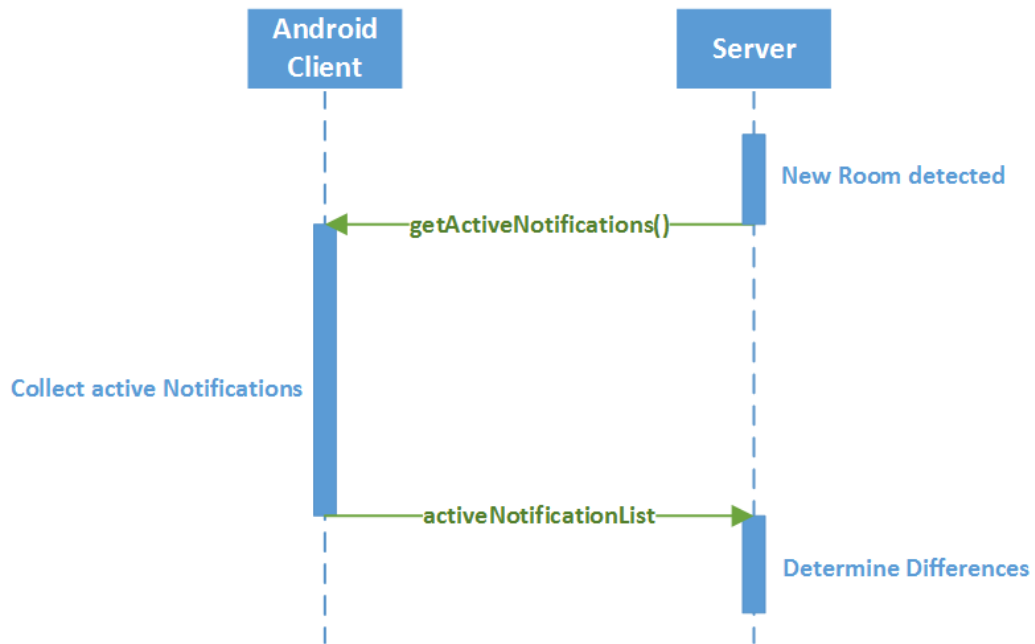 Android
Client
Server
New Room detected
getActiveNotifications()
Collect active Notifications
activeNotificationList
Determine Differences